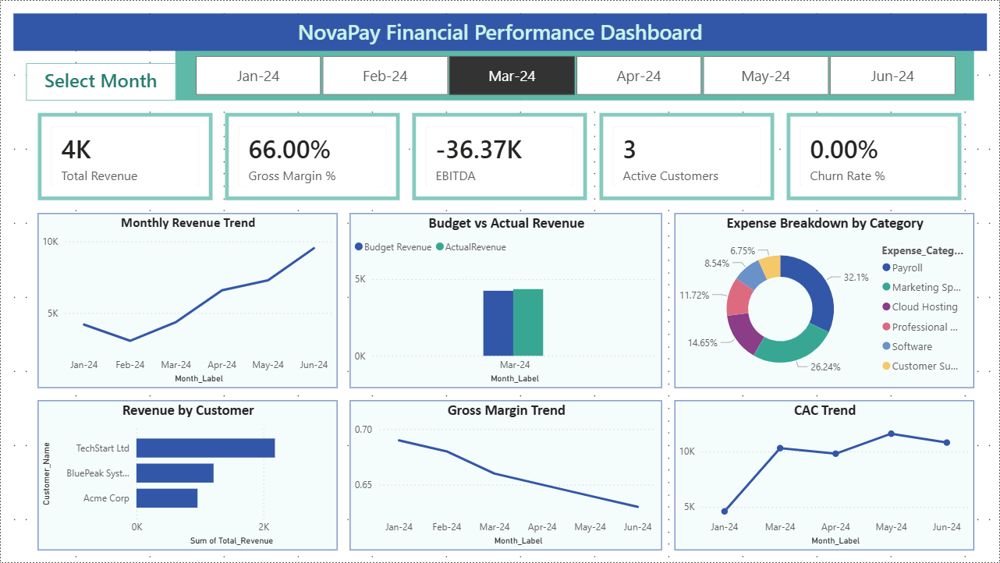 NovaPay Financial Performance Dashboard
Select Month
Jan-24
Feb-24
Mar-24
Apr-24
May-24
Jun-24
4K
Total Revenue
66.00%
Gross Margin %
-36.37K
EBITDA
3
Active Customers
0.00%
Churn Rate %
Monthly Revenue Trend
10K
5K
Jan-24 Feb-24 Mar-24 Apr-24 May-24 Jun-24
Month_Label
Budget vs Actual Revenue
Budget Revenue ActualRevenue
5K
0K
Mar-24
Month_Label
Expense Breakdown by Category
6.75%
8.54%
11.72%
14.65%
32.1%
26.24%
Expense_Categ...
Payroll
Marketing Sp...
Cloud Hosting
Professional ...
Software
Customer Su...
Revenue by Customer
Customer_Name
TechStart Ltd
BluePeak Syst...
Acme Corp
0K 2K
Sum of Total_Revenue
Gross Margin Trend
0.70
0.65
Jan-24 Feb-24 Mar-24 Apr-24 May-24 Jun-24
Month_Label
CAC Trend
10K
5K
Jan-24 Mar-24 Apr-24 May-24 Jun-24
Month_Label